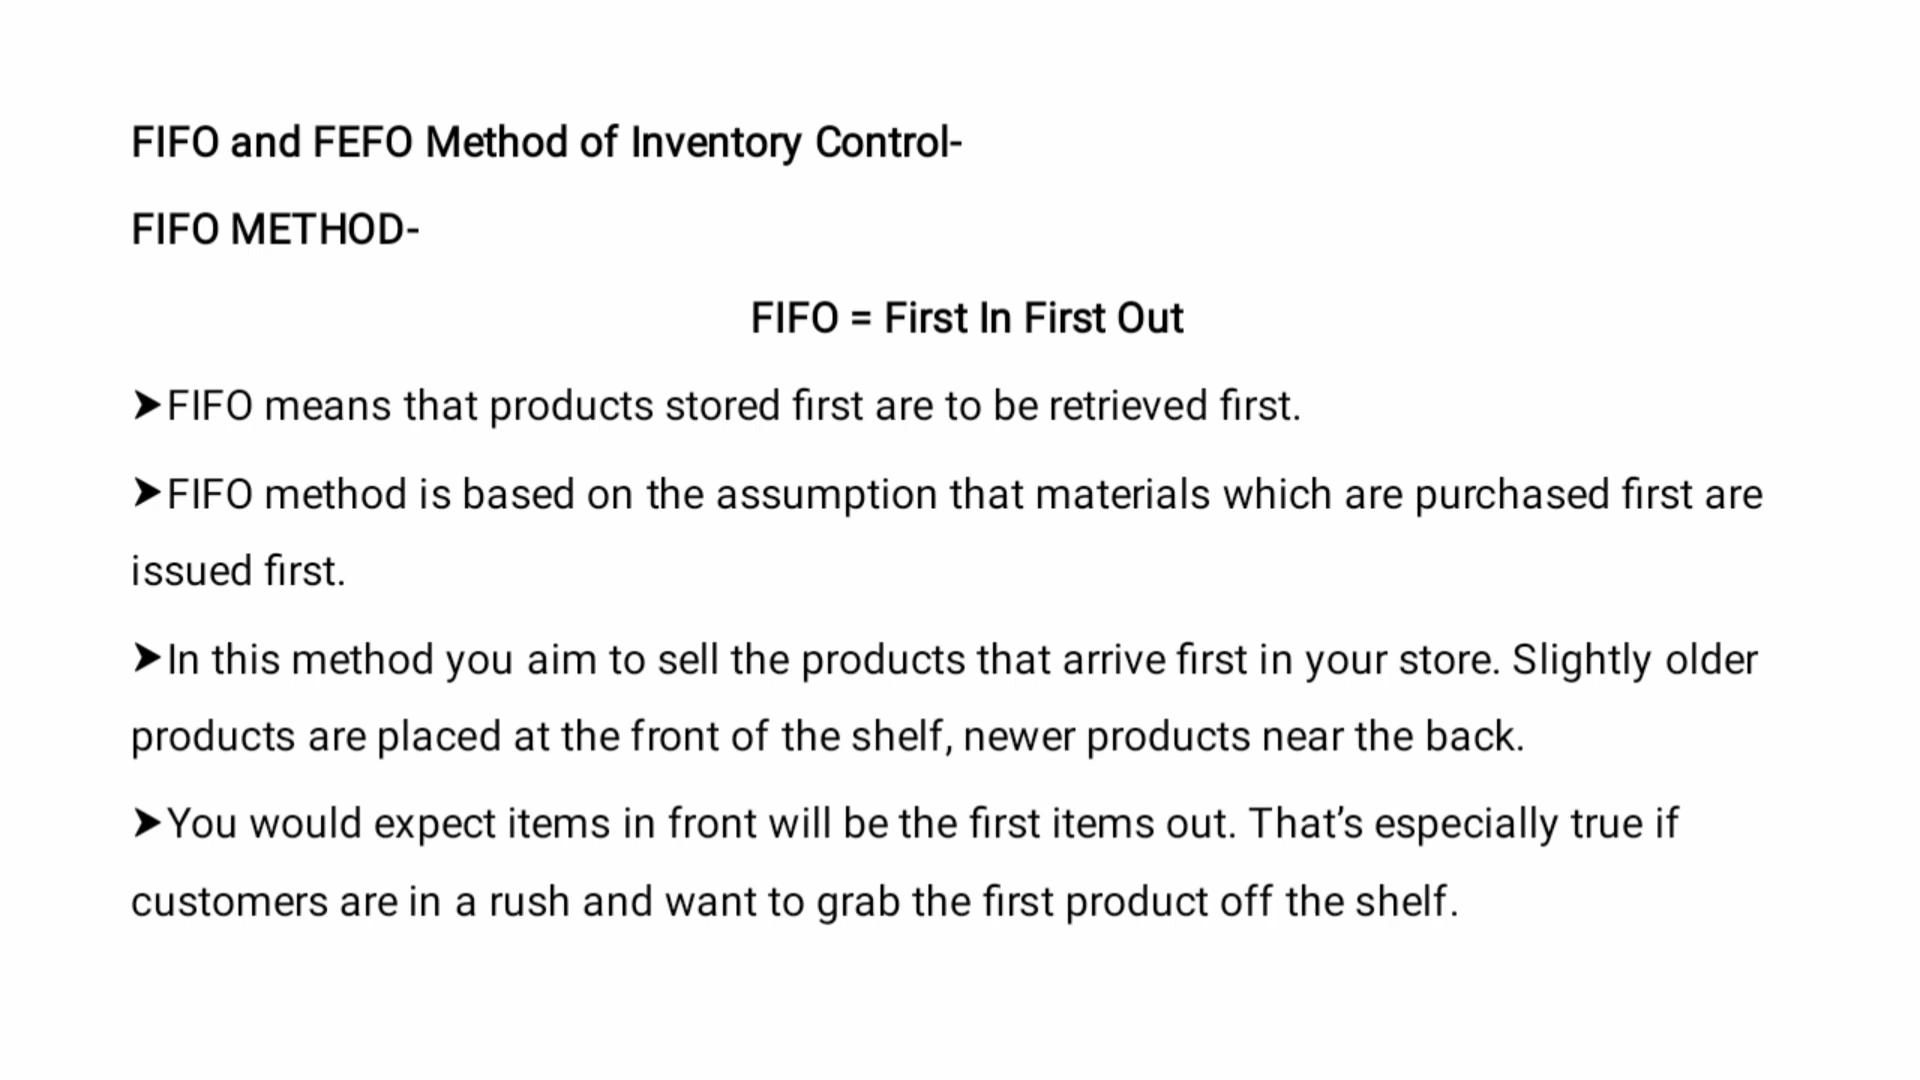 FIFO and FEFO Method of Inventory Control-
FIFO METHOD-
FIFO = First In First Out
➤FIFO means that products stored first are to be retrieved first.
➤FIFO method is based on the assumption that materials which are purchased first are
issued first.
➤In this method you aim to sell the products that arrive first in your store. Slightly older
products are placed at the front of the shelf, newer products near the back.
➤You would expect items in front will be the first items out. That’s especially true if
customers are in a rush and want to grab the first product off the shelf.